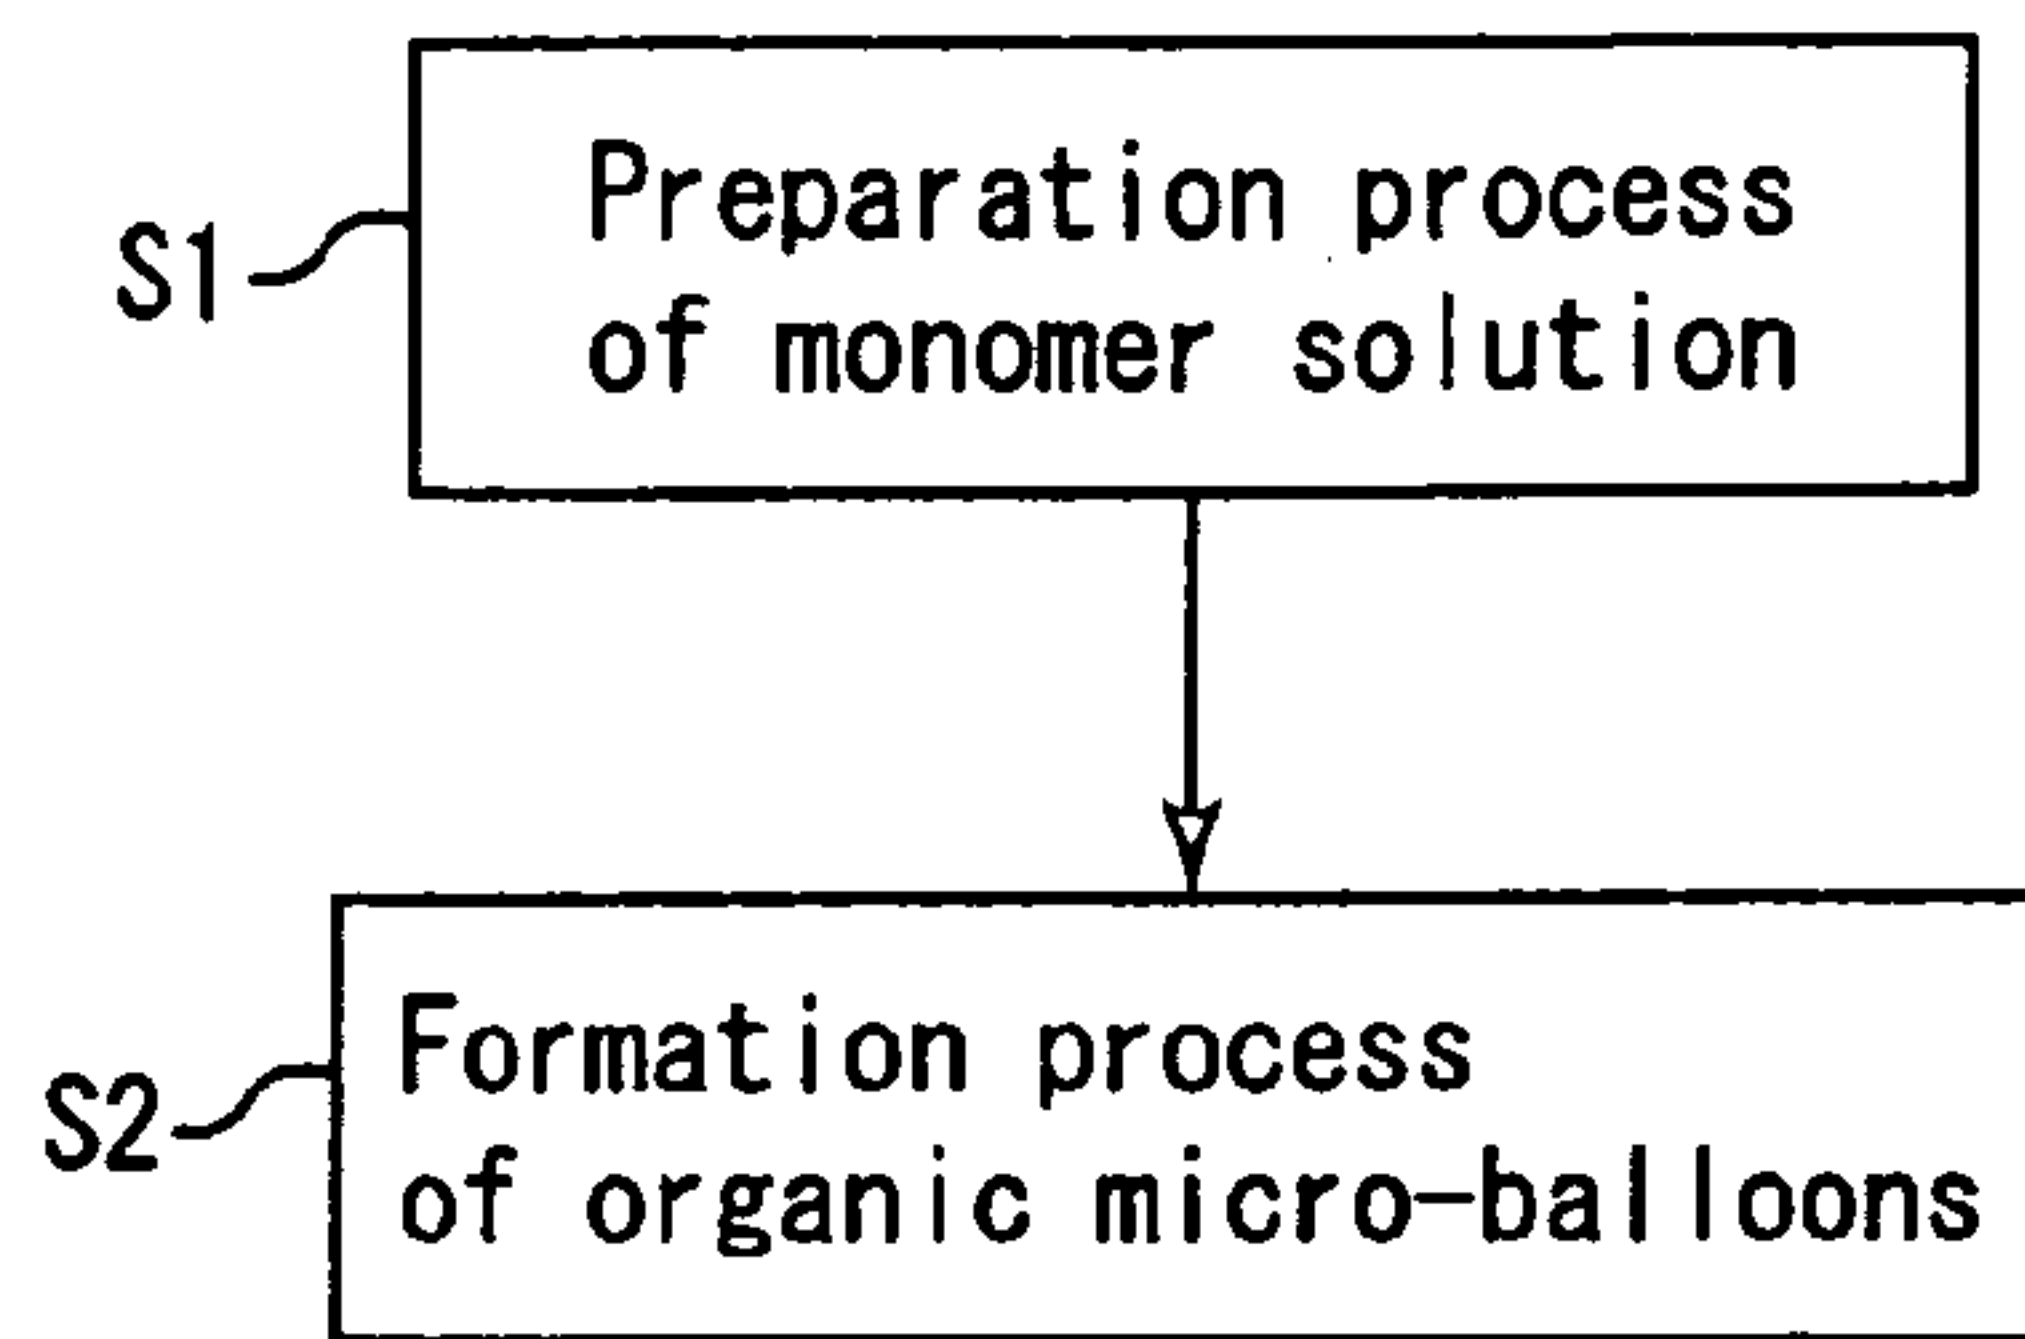 S1
Preparation process
of monomer solution
S2
Formation process
of organic micro-balloons